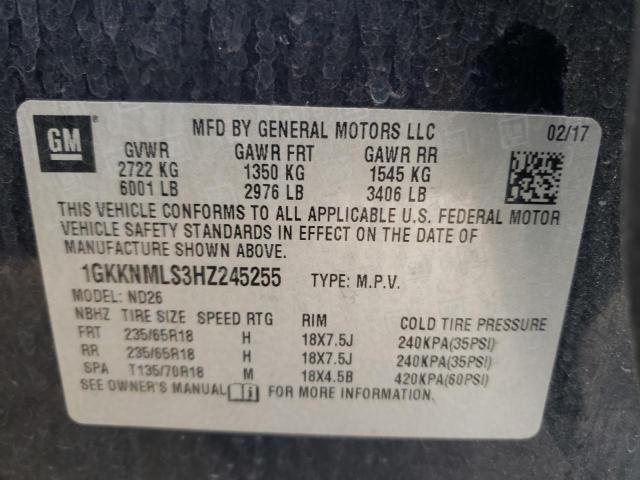 GM
MFD BY GENERAL MOTORS LLC 02/17
GVWR GAWR FRT GAWR RR
2722 KG 1350 KG 1545 KG
6001 LB 2976 LB 3406 LB
THIS VEHICLE CONFORMS TO ALL APPLICABLE U.S. FEDERAL MOTOR
VEHICLE SAFETY STANDARDS IN EFFECT ON THE DATE OF
MANUFACTURE SHOWN ABOVE.
1GKKNMLS3HZ245255 TYPE: M.P.V.
MODEL: ND26
NBHZ TIRE SIZE SPEED RTG RIM COLD TIRE PRESSURE
FRT 235/65R18 H 18X7.5J 240KPA(35PSI)
RR 235/65R18 H 18X7.5J 240KPA(35PSI)
SPA T135/70R18 M 18X4.5B 420KPA(60PSI)
SEE OWNER'S MANUAL FOR MORE INFORMATION.